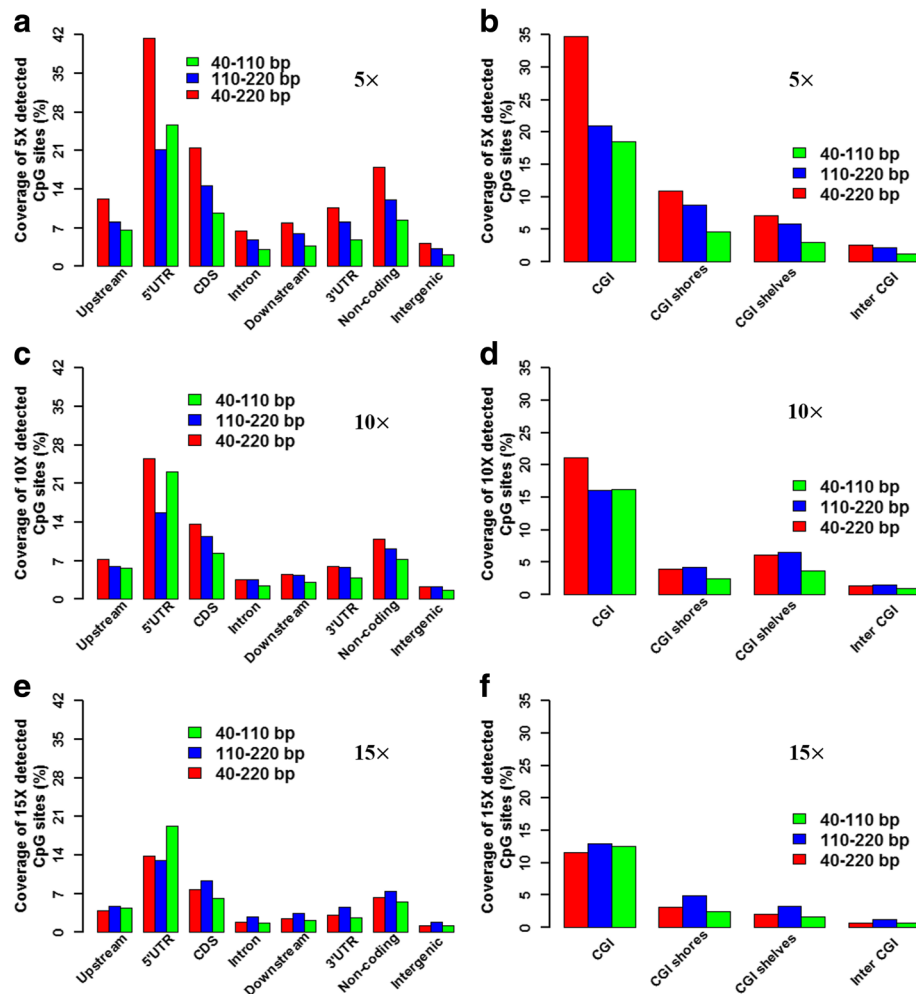 a
Coverage of 5X detected
CpG sites (%)
42
35
28
21
14
7
0
40-110 bp
110-220 bp
40-220 bp
5×
Upstream
5'UTR
CDS
Intron
Downstream
3'UTR
Non-coding
Intergenic
b
Coverage of 5X detected
CpG sites (%)
35
30
25
20
15
10
5
0
5×
40-110 bp
110-220 bp
40-220 bp
CGI
CGI shores
CGI shelves
Inter CGI
c
Coverage of 10X detected
CpG sites (%)
42
35
28
21
14
7
0
40-110 bp
110-220 bp
40-220 bp
10×
Upstream
5'UTR
CDS
Intron
Downstream
3'UTR
Non-coding
Intergenic
d
Coverage of 10X detected
CpG sites (%)
35
30
25
20
15
10
5
0
10×
40-110 bp
110-220 bp
40-220 bp
CGI
CGI shores
CGI shelves
Inter CGI
e
Coverage of 15X detected
CpG sites (%)
42
35
28
21
14
7
0
40-110 bp
110-220 bp
40-220 bp
15×
Upstream
5'UTR
CDS
Intron
Downstream
3'UTR
Non-coding
Intergenic
f
Coverage of 15X detected
CpG sites (%)
35
30
25
20
15
10
5
0
15×
40-110 bp
110-220 bp
40-220 bp
CGI
CGI shores
CGI shelves
Inter CGI